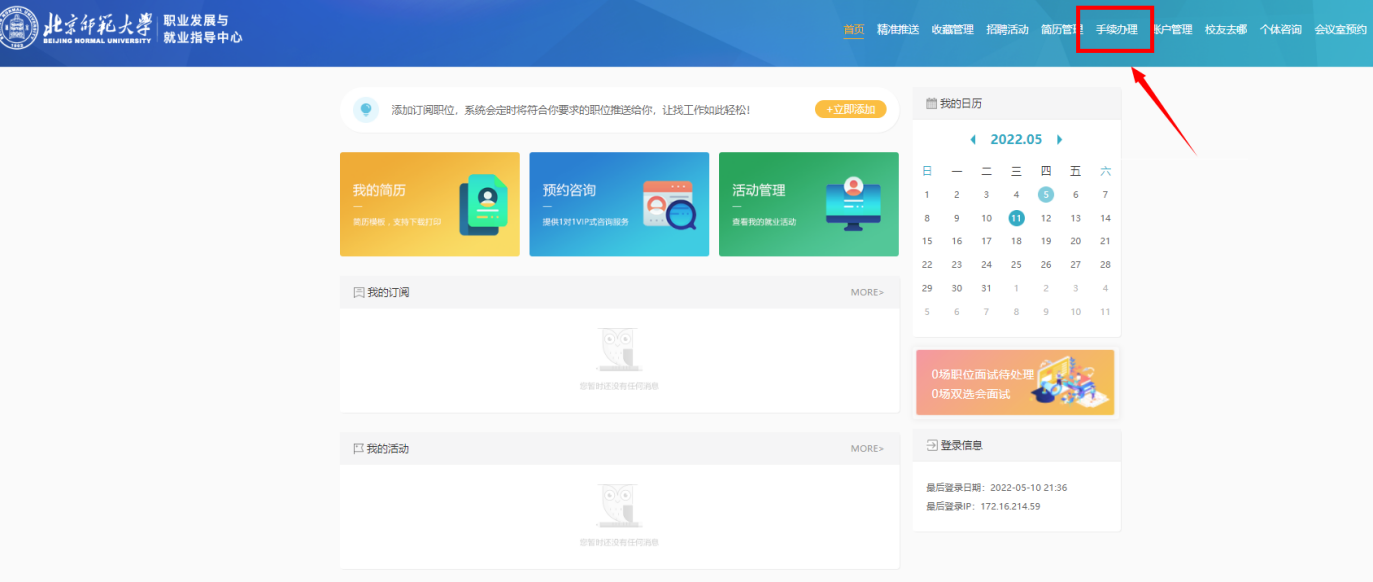 北京师范大学
BEIJING NORMAL UNIVERSITY
职业发展与
就业指导中心
首页 精准推送 收藏管理 招聘活动 简历管理 手续办理 账户管理 校友去哪 个体咨询 会议室预约
添加订阅职位，系统会定时将符合你要求的职位推送给你，让找工作如此轻松！
+立即添加
我的简历
简历模板，支持下载打印
预约咨询
提供1对1VIP式咨询服务
活动管理
查看我的就业活动
我的订阅 MORE>
您暂时还没有任何消息
我的活动 MORE>
您暂时还没有任何消息
我的日历
2022.05
日 一 二 三 四 五 六
1 2 3 4 5 6 7
8 9 10 11 12 13 14
15 16 17 18 19 20 21
22 23 24 25 26 27 28
29 30 31 1 2 3 4
5 6 7 8 9 10 11
0场职位面试待处理
0场双选会面试
登录信息
最后登录日期：2022-05-10 21:36
最后登录IP：172.16.214.59